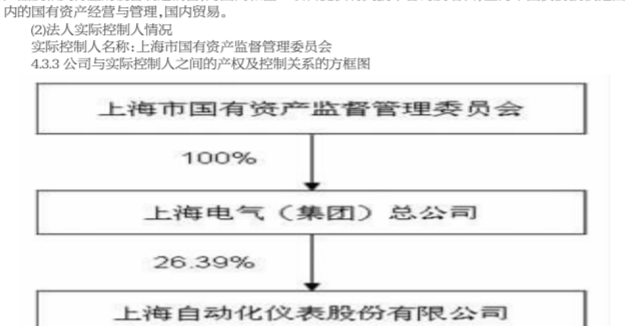 内的国有资产经营与管理,国内贸易。
(2)法人实际控制人情况
实际控制人名称:上海市国有资产监督管理委员会
4.3.3 公司与实际控制人之间的产权及控制关系的方框图
上海市国有资产监督管理委员会
100%
上海电气（集团）总公司
26.39%
上海自动化仪表股份有限公司